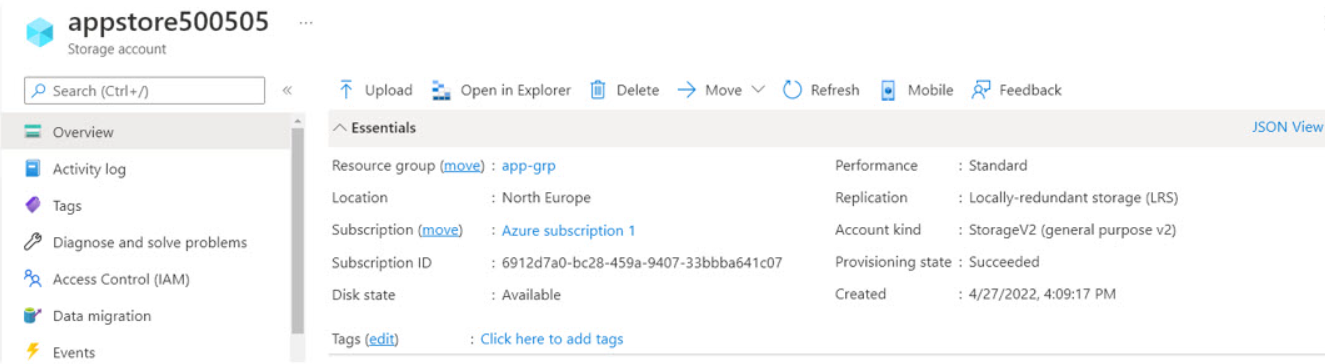 appstore500505 ...
Storage account
Search (Ctrl+/) «
Upload Open in Explorer Delete Move Refresh Mobile Feedback
Overview
Activity log
Tags
Diagnose and solve problems
Access Control (IAM)
Data migration
Events
Essentials JSON View
Resource group (move) : app-grp
Location : North Europe
Subscription (move) : Azure subscription 1
Subscription ID : 6912d7a0-bc28-459a-9407-33bbba641c07
Disk state : Available
Tags (edit) : Click here to add tags
Performance : Standard
Replication : Locally-redundant storage (LRS)
Account kind : StorageV2 (general purpose v2)
Provisioning state : Succeeded
Created : 4/27/2022, 4:09:17 PM